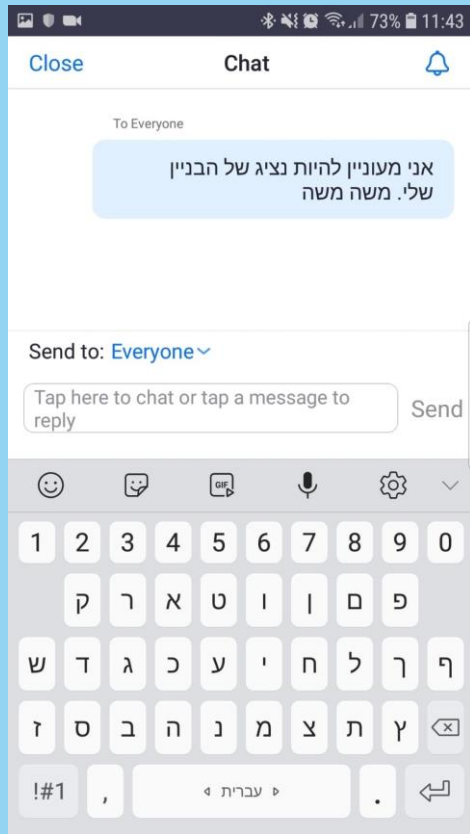 73% 11:43
Close Chat
To Everyone
אני מעוניין להיות נציג של הבניין
שלי. משה משה
Send to: Everyone
Tap here to chat or tap a message to
reply
Send
GIF
1 2 3 4 5 6 7 8 9 0
ק ר א ט ו ן ם פ
ש ד ג כ ע י ח ל ך ף
ז ס ב ה נ מ צ ת ץ
!#1 , עברית .